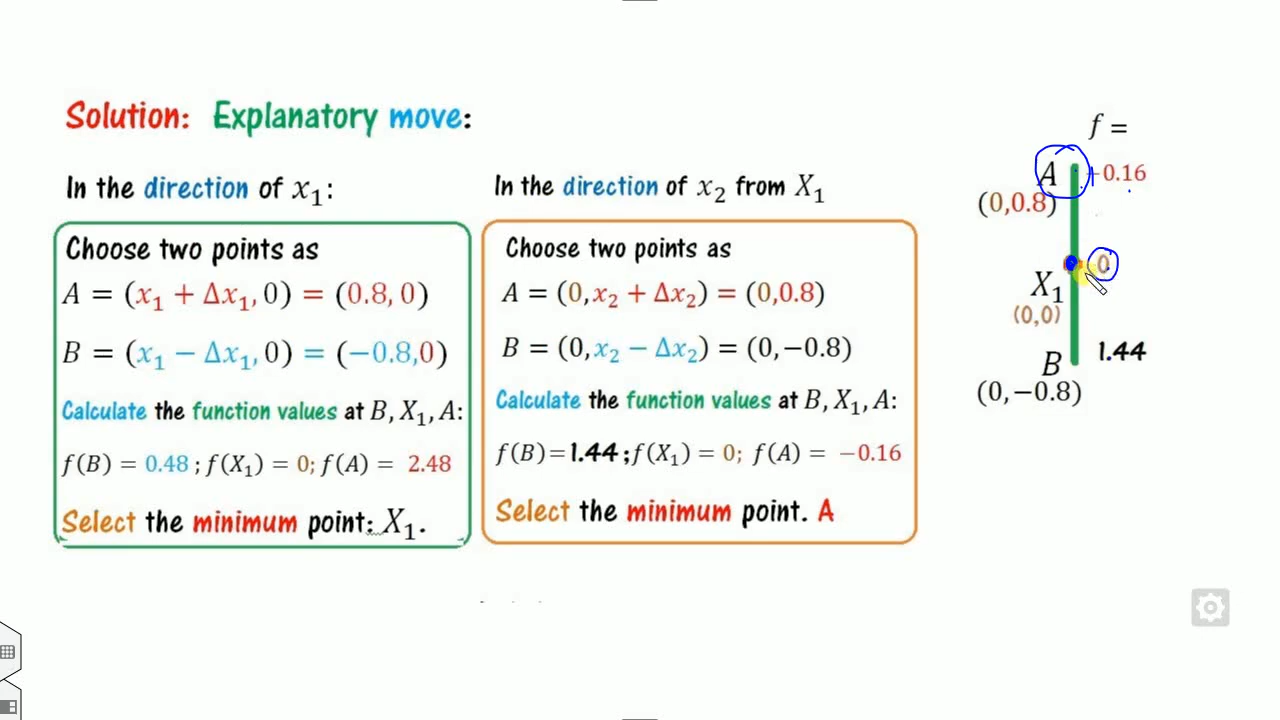 Solution: Explanatory move:
In the direction of x₁:
Choose two points as
A = (x₁ + Δx₁, 0) = (0.8, 0)
B = (x₁ − Δx₁, 0) = (−0.8,0)
Calculate the function values at B, X₁, A:
f(B) = 0.48 ; f(X₁) = 0; f(A) = 2.48
Select the minimum point: X₁.
In the direction of x₂ from X₁
Choose two points as
A = (0, x₂ + Δx₂) = (0,0.8)
B = (0, x₂ − Δx₂) = (0,−0.8)
Calculate the function values at B, X₁, A:
f(B)=1.44 ; f(X₁) = 0; f(A) = −0.16
Select the minimum point. A
f =
A −0.16
(0,0.8)
0
X₁
(0,0)
B 1.44
(0,−0.8)